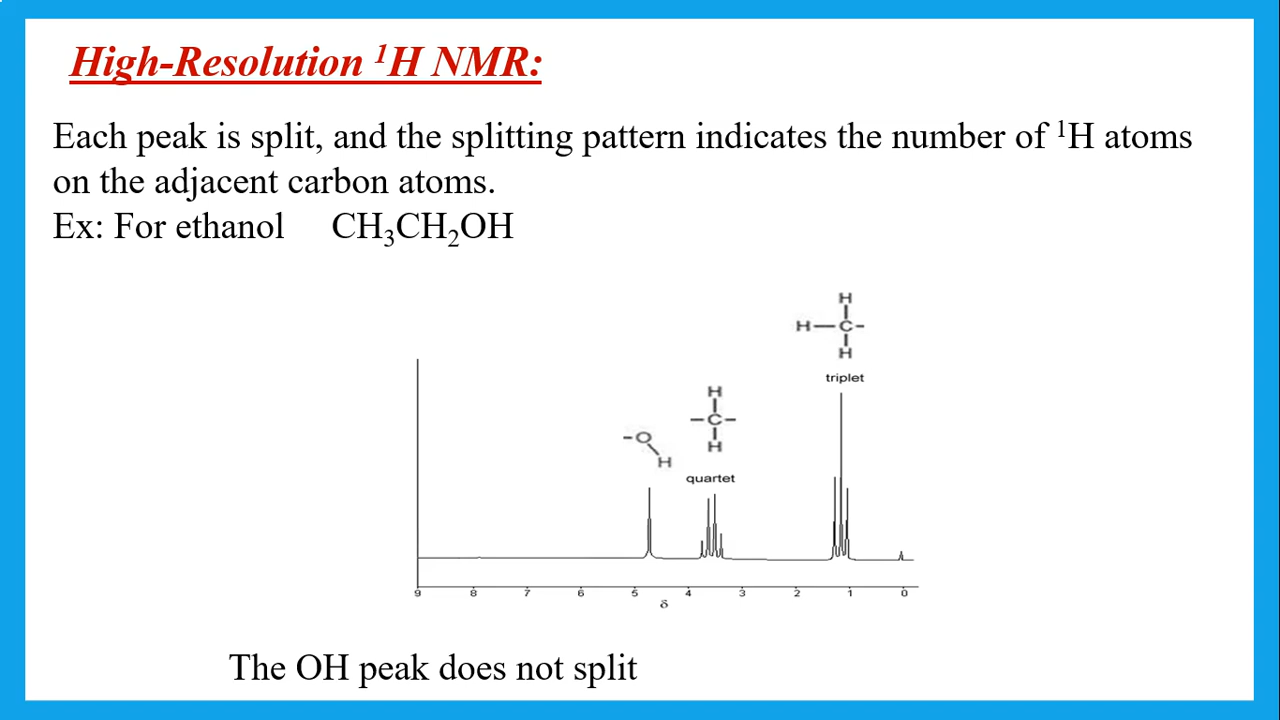 High-Resolution ¹H NMR:
Each peak is split, and the splitting pattern indicates the number of ¹H atoms
on the adjacent carbon atoms.
Ex: For ethanol CH₃CH₂OH
H
H—C-
H
triplet
H
-C-
H
-O
H
quartet
9 8 7 6 5 4 3 2 1 0
δ
The OH peak does not split